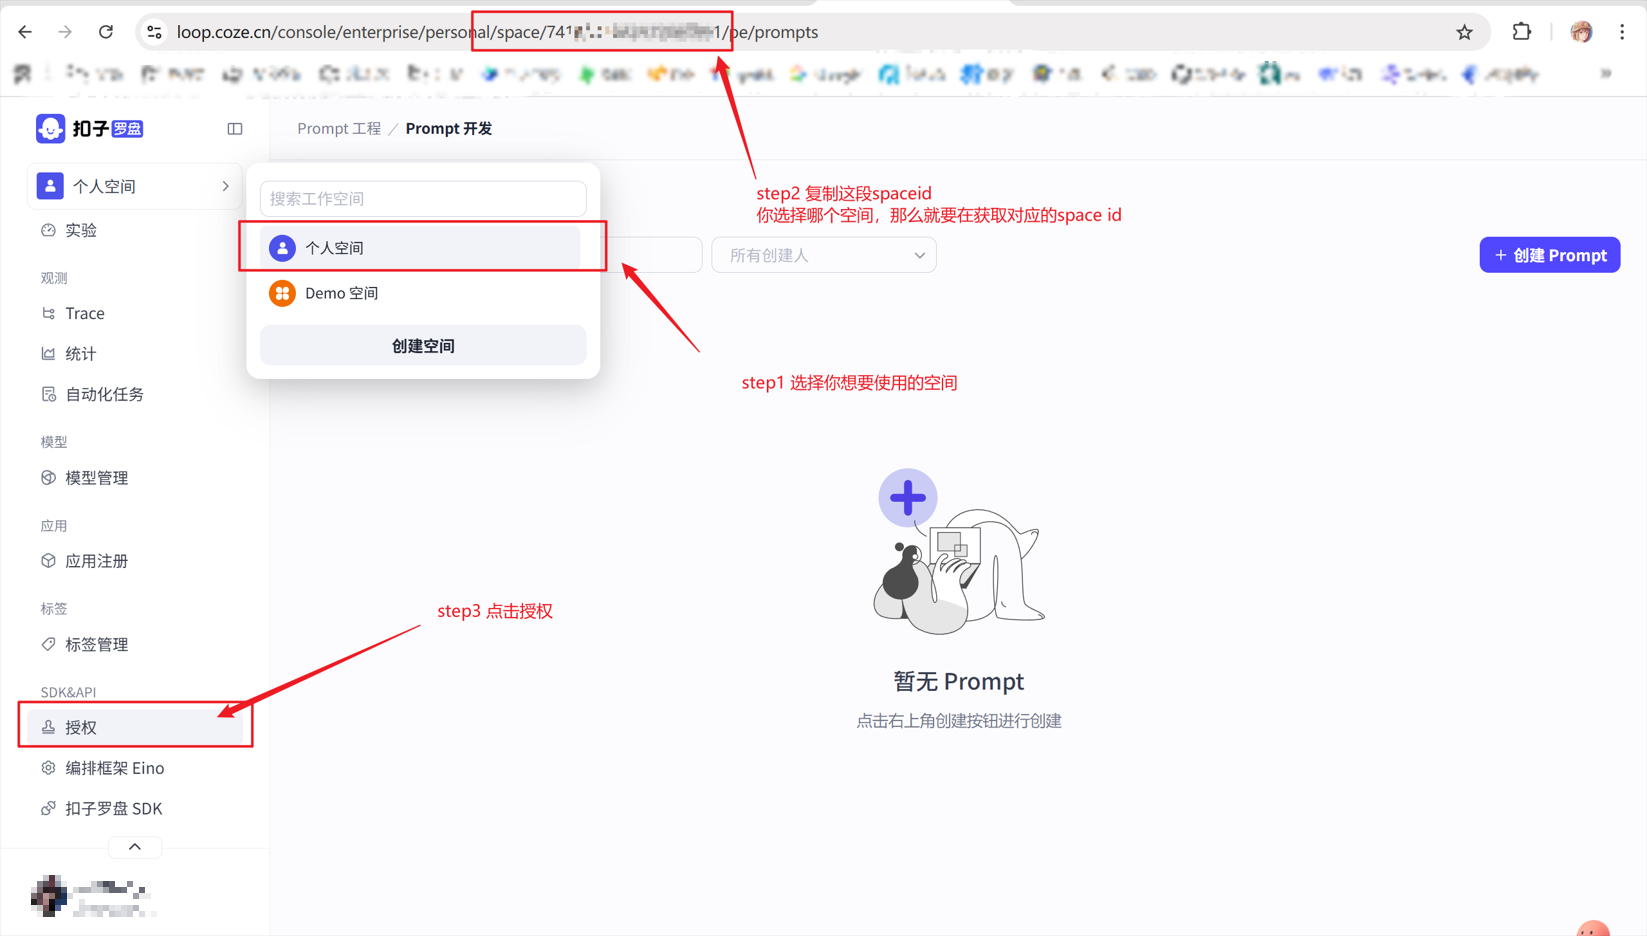 loop.coze.cn/console/enterprise/personal/space/741 1/pe/prompts
扣子罗盘
Prompt 工程 / Prompt 开发
个人空间
搜索工作空间
step2 复制这段spaceid
你选择哪个空间，那么就要在获取对应的space id
实验
个人空间
所有创建人
+ 创建 Prompt
观测
Demo 空间
Trace
创建空间
统计
step1 选择你想要使用的空间
自动化任务
模型
模型管理
应用
应用注册
标签
step3 点击授权
标签管理
暂无 Prompt
SDK&API
点击右上角创建按钮进行创建
授权
编排框架 Eino
扣子罗盘 SDK